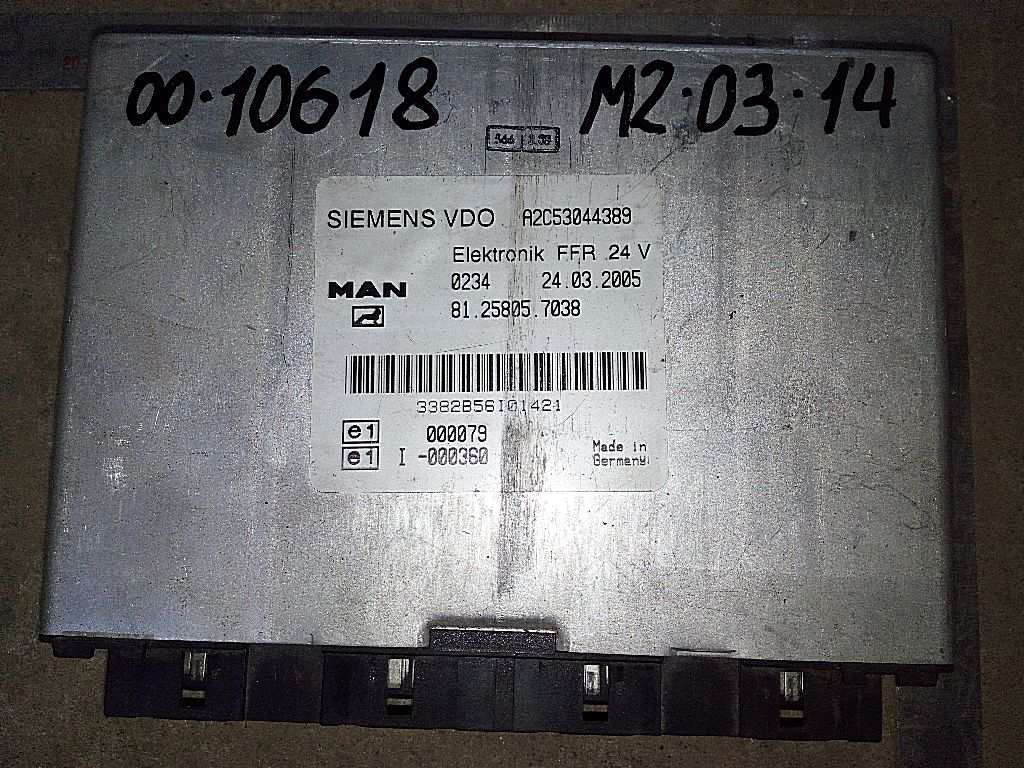 00·10618 M2·03·14
SIEMENS VDO A2C53044389
Elektronik FFR 24 V
MAN 0234 24.03.2005
81.25805.7038
3382B56I01421
e1 000079
e1 I -000360
Made in
Germany